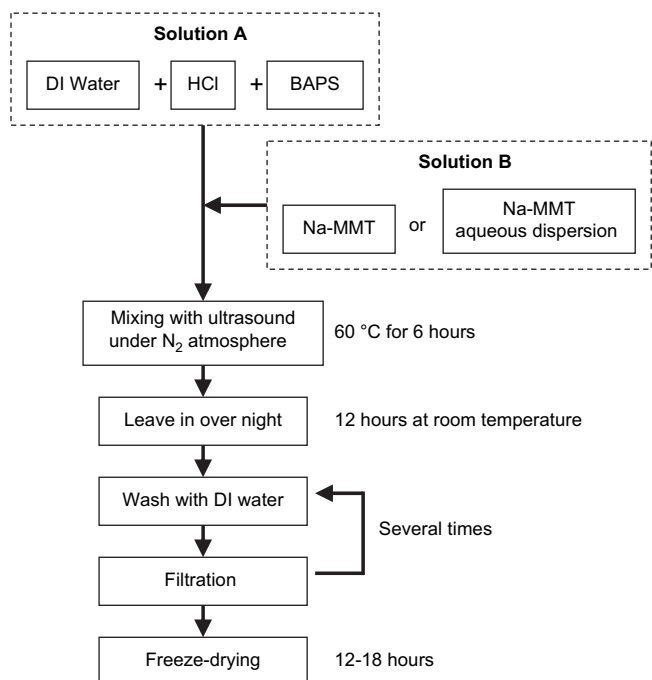 Solution A
DI Water + HCl + BAPS
Solution B
Na-MMT or Na-MMT
aqueous dispersion
Mixing with ultrasound
under N₂ atmosphere
60 °C for 6 hours
Leave in over night
12 hours at room temperature
Wash with DI water
Several times
Filtration
Freeze-drying
12-18 hours